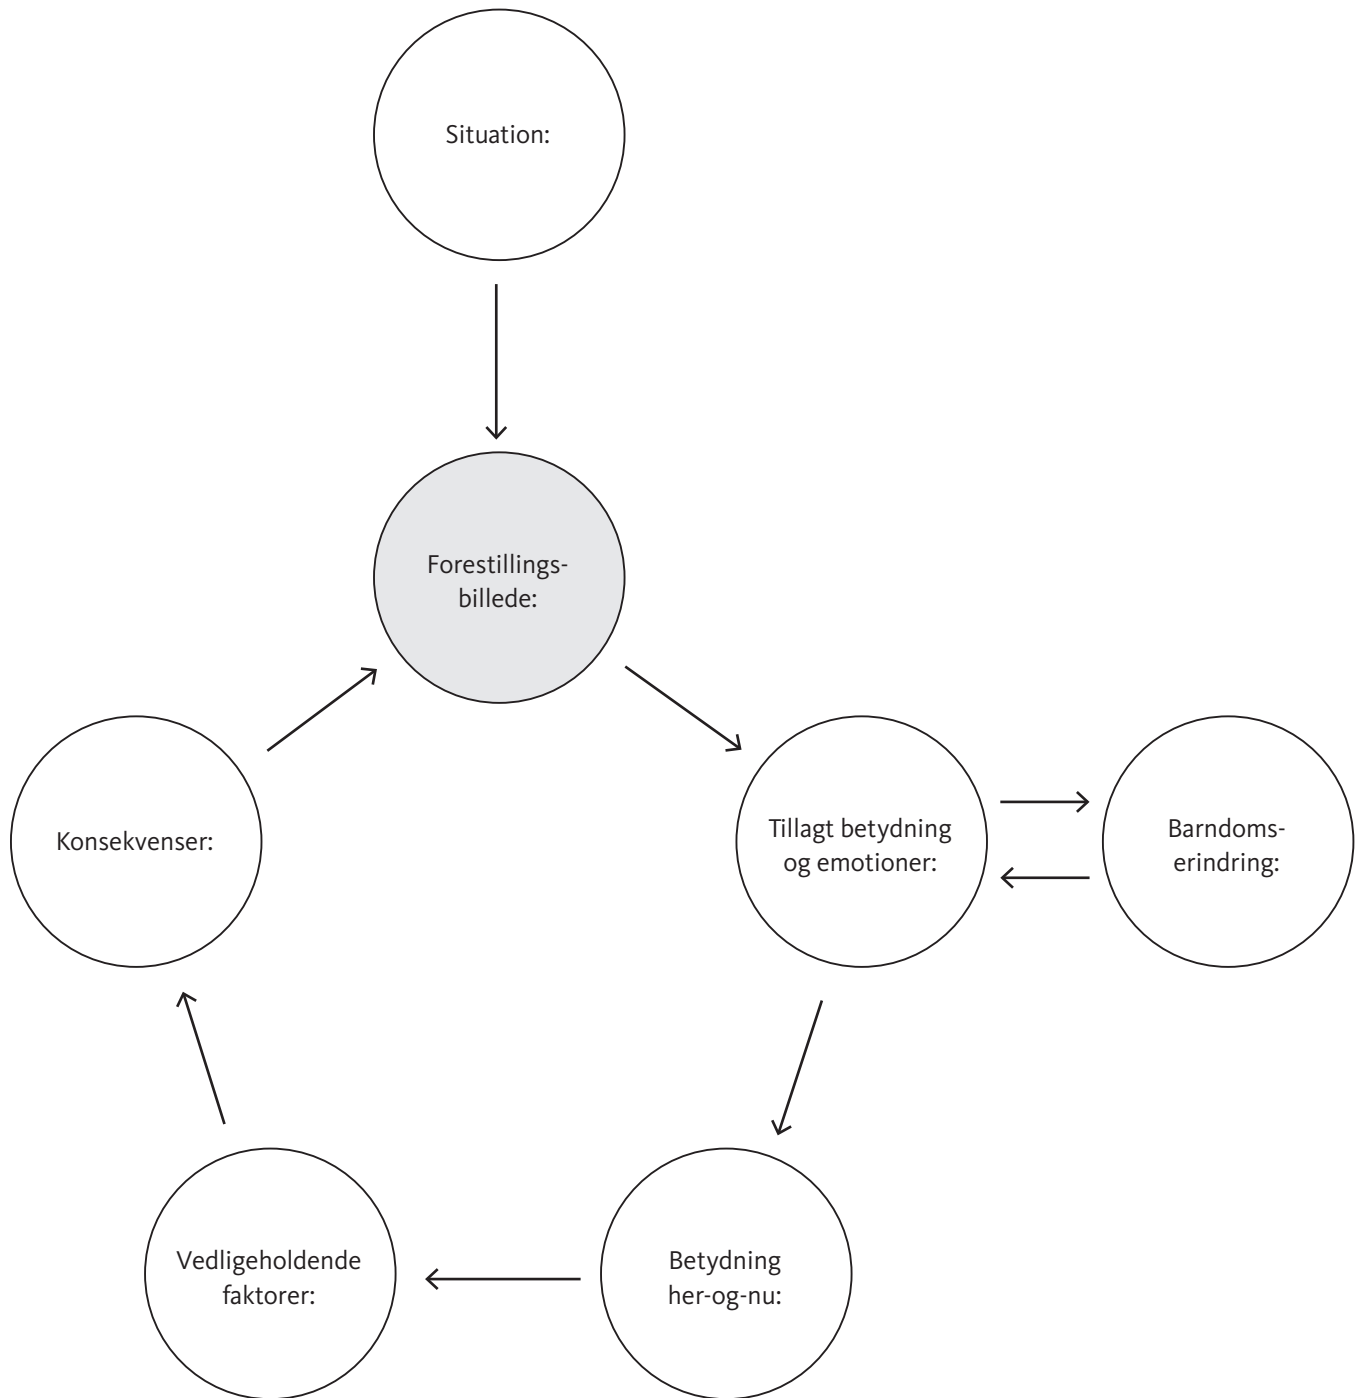 Situation:
Forestillings-
billede:
Konsekvenser:
Tillagt betydning
og emotioner:
Barndoms-
erindring:
Vedligeholdende
faktorer:
Betydning
her-og-nu: